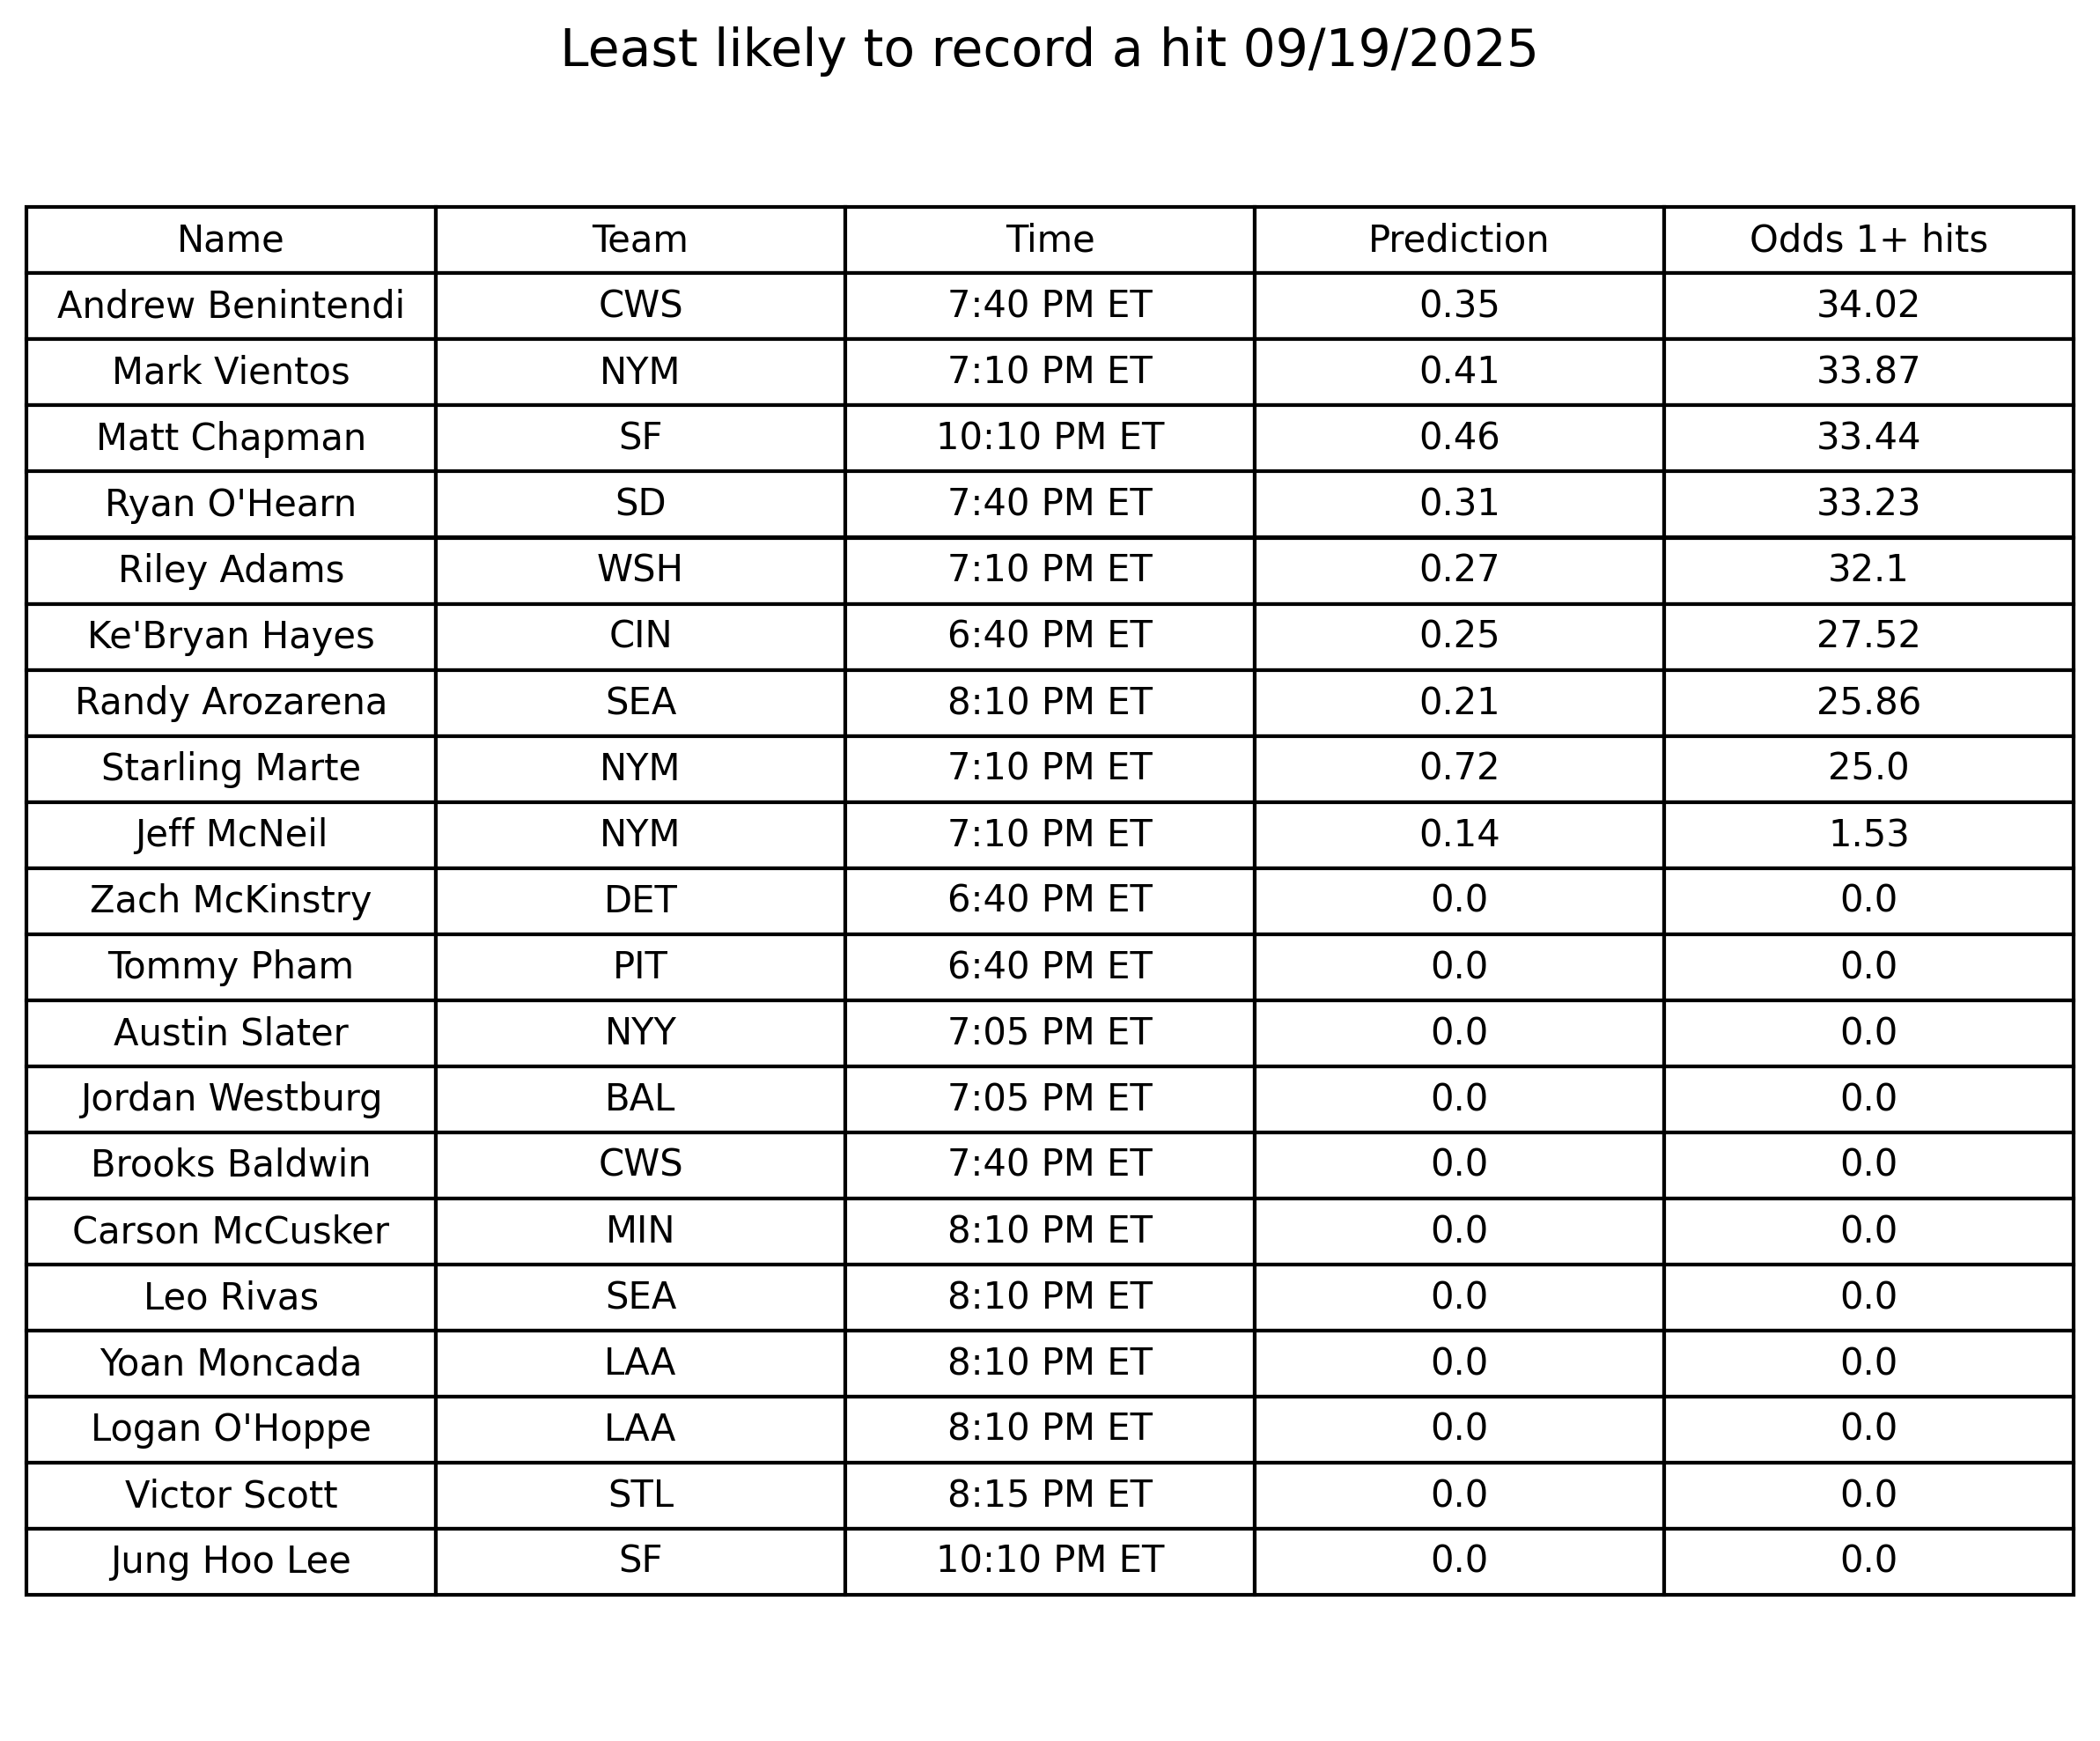 Least likely to record a hit 09/19/2025
Name Team Time Prediction Odds 1+ hits
Andrew Benintendi CWS 7:40 PM ET 0.35 34.02
Mark Vientos NYM 7:10 PM ET 0.41 33.87
Matt Chapman SF 10:10 PM ET 0.46 33.44
Ryan O'Hearn SD 7:40 PM ET 0.31 33.23
Riley Adams WSH 7:10 PM ET 0.27 32.1
Ke'Bryan Hayes CIN 6:40 PM ET 0.25 27.52
Randy Arozarena SEA 8:10 PM ET 0.21 25.86
Starling Marte NYM 7:10 PM ET 0.72 25.0
Jeff McNeil NYM 7:10 PM ET 0.14 1.53
Zach McKinstry DET 6:40 PM ET 0.0 0.0
Tommy Pham PIT 6:40 PM ET 0.0 0.0
Austin Slater NYY 7:05 PM ET 0.0 0.0
Jordan Westburg BAL 7:05 PM ET 0.0 0.0
Brooks Baldwin CWS 7:40 PM ET 0.0 0.0
Carson McCusker MIN 8:10 PM ET 0.0 0.0
Leo Rivas SEA 8:10 PM ET 0.0 0.0
Yoan Moncada LAA 8:10 PM ET 0.0 0.0
Logan O'Hoppe LAA 8:10 PM ET 0.0 0.0
Victor Scott STL 8:15 PM ET 0.0 0.0
Jung Hoo Lee SF 10:10 PM ET 0.0 0.0